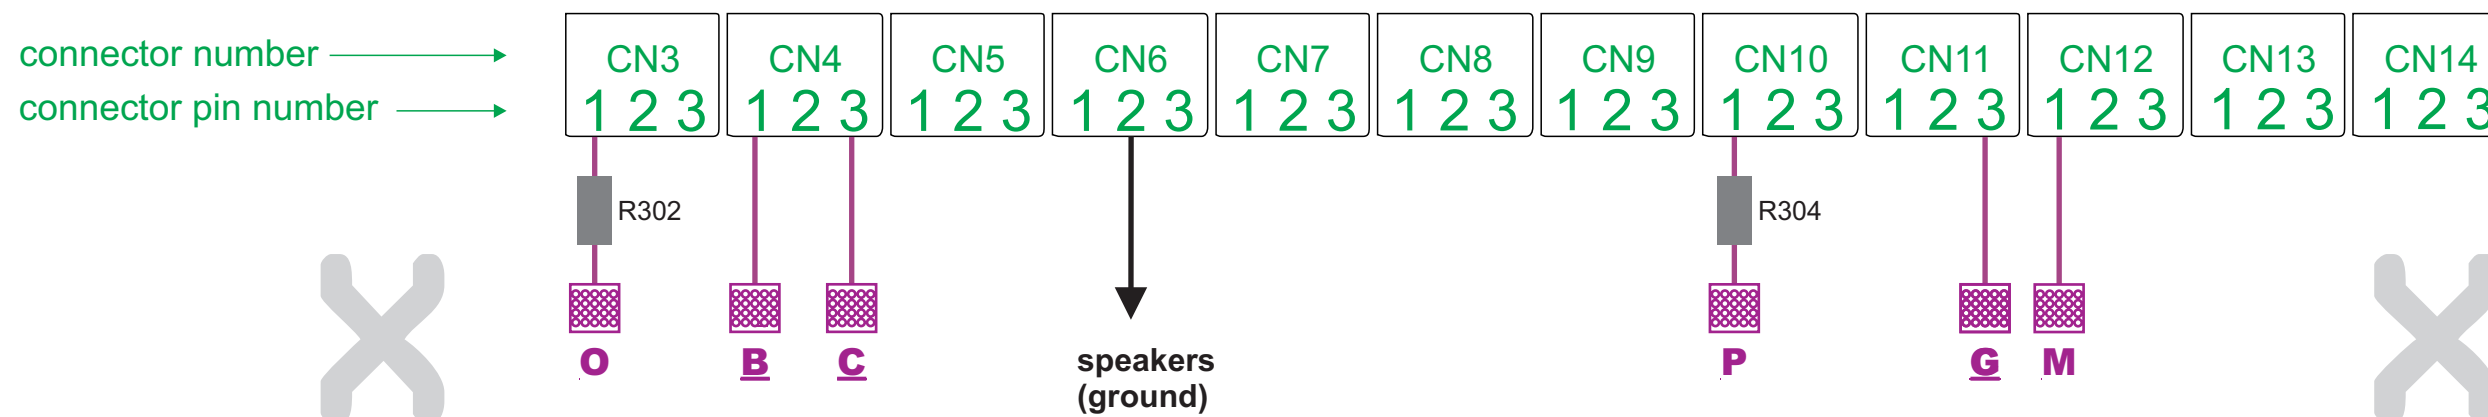 connector number CN3 CN4 CN5 CN6 CN7 CN8 CN9 CN10 CN11 CN12 CN13 CN14
connector pin number 1 2 3 1 2 3 1 2 3 1 2 3 1 2 3 1 2 3 1 2 3 1 2 3 1 2 3 1 2 3 1 2 3 1 2 3
R302 R304
O B C speakers P G M
(ground)